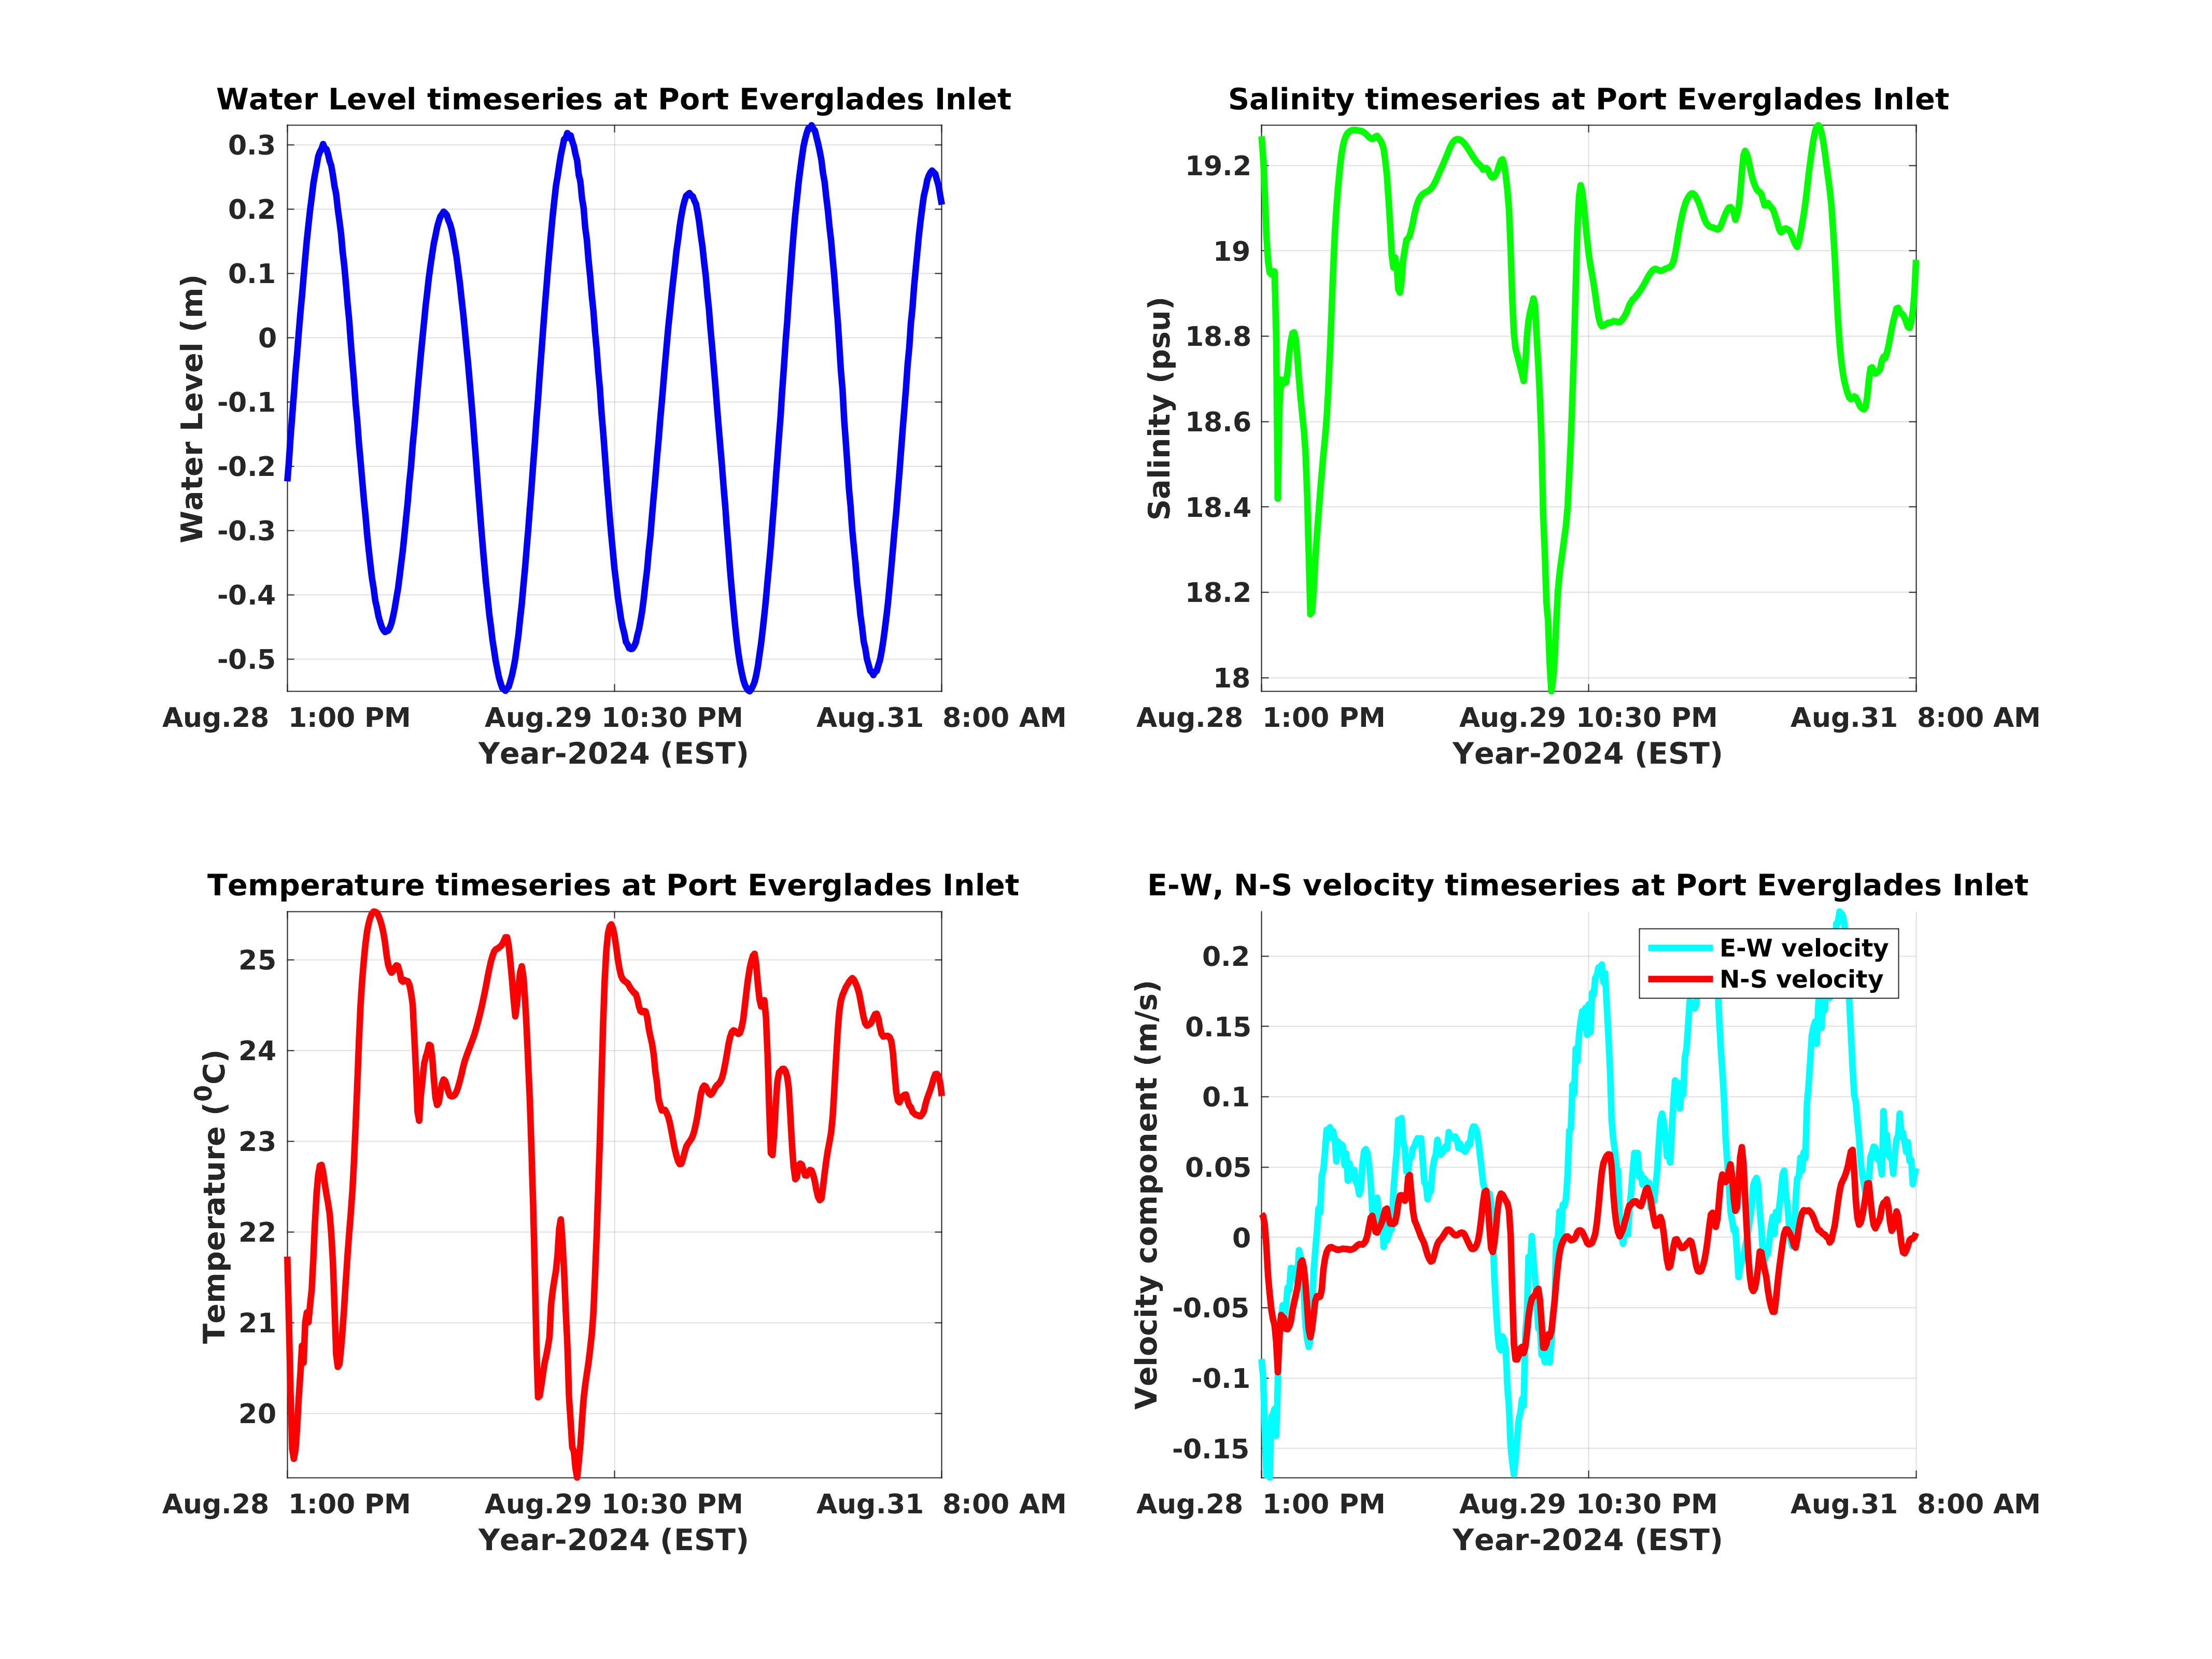 Water Level timeseries at Port Everglades Inlet
0.3
0.2
0.1
0
-0.1
-0.2
-0.3
-0.4
-0.5
Water Level (m)
Aug.28 1:00 PM Aug.29 10:30 PM Aug.31 8:00 AM
Year-2024 (EST)
Salinity timeseries at Port Everglades Inlet
19.2
19
18.8
18.6
18.4
18.2
18
Salinity (psu)
Aug.28 1:00 PM Aug.29 10:30 PM Aug.31 8:00 AM
Year-2024 (EST)
Temperature timeseries at Port Everglades Inlet
25
24
23
22
21
20
Temperature (⁰C)
Aug.28 1:00 PM Aug.29 10:30 PM Aug.31 8:00 AM
Year-2024 (EST)
E-W, N-S velocity timeseries at Port Everglades Inlet
E-W velocity
N-S velocity
0.2
0.15
0.1
0.05
0
-0.05
-0.1
-0.15
Velocity component (m/s)
Aug.28 1:00 PM Aug.29 10:30 PM Aug.31 8:00 AM
Year-2024 (EST)